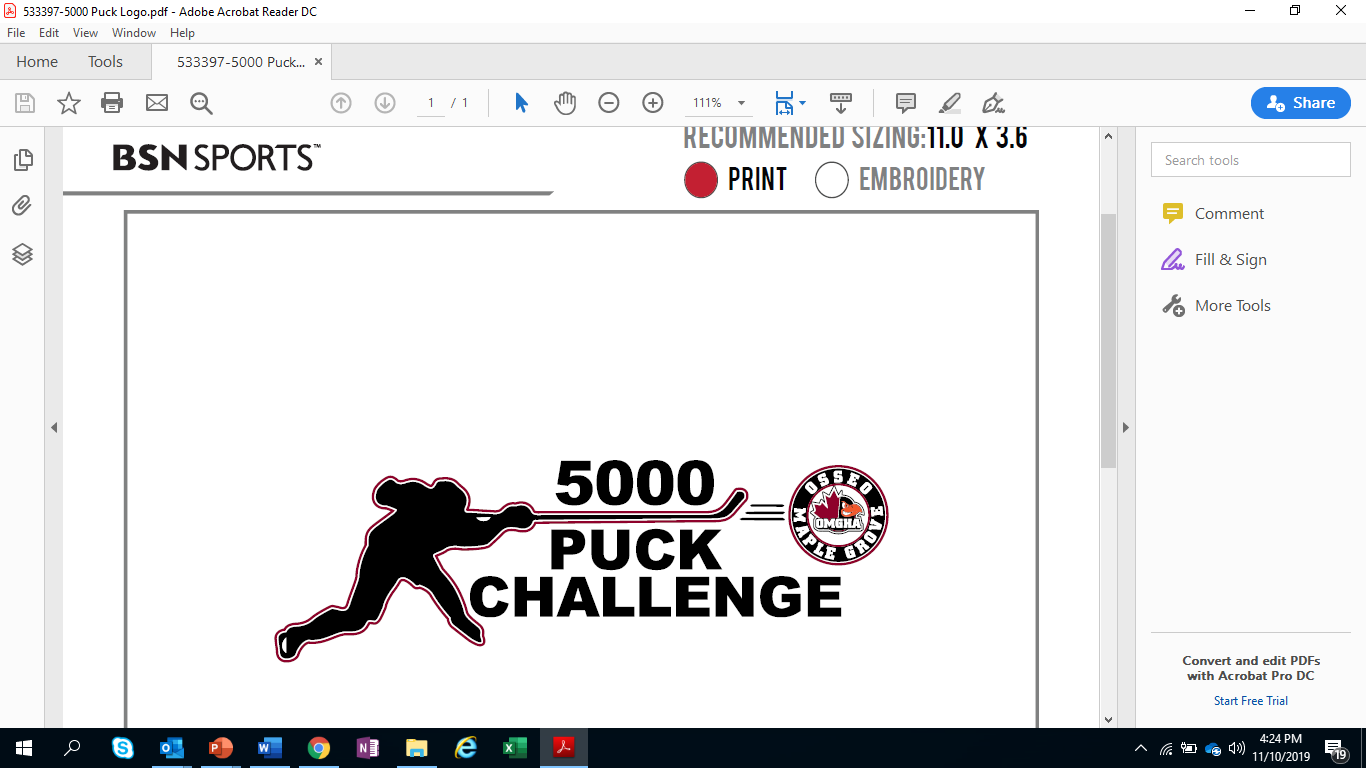 533397-5000 Puck Logo.pdf - Adobe Acrobat Reader DC
File Edit View Window Help
Home Tools 533397-5000 Puck...
1 / 1 111% Share
BSN SPORTS™
RECOMMENDED SIZING:11.0 X 3.6
PRINT EMBROIDERY
Search tools
Comment
Fill & Sign
More Tools
5000
PUCK
CHALLENGE
OSSEO
OMGHA
MAPLE GROVE
Convert and edit PDFs
with Acrobat Pro DC
Start Free Trial
4:24 PM
11/10/2019
19